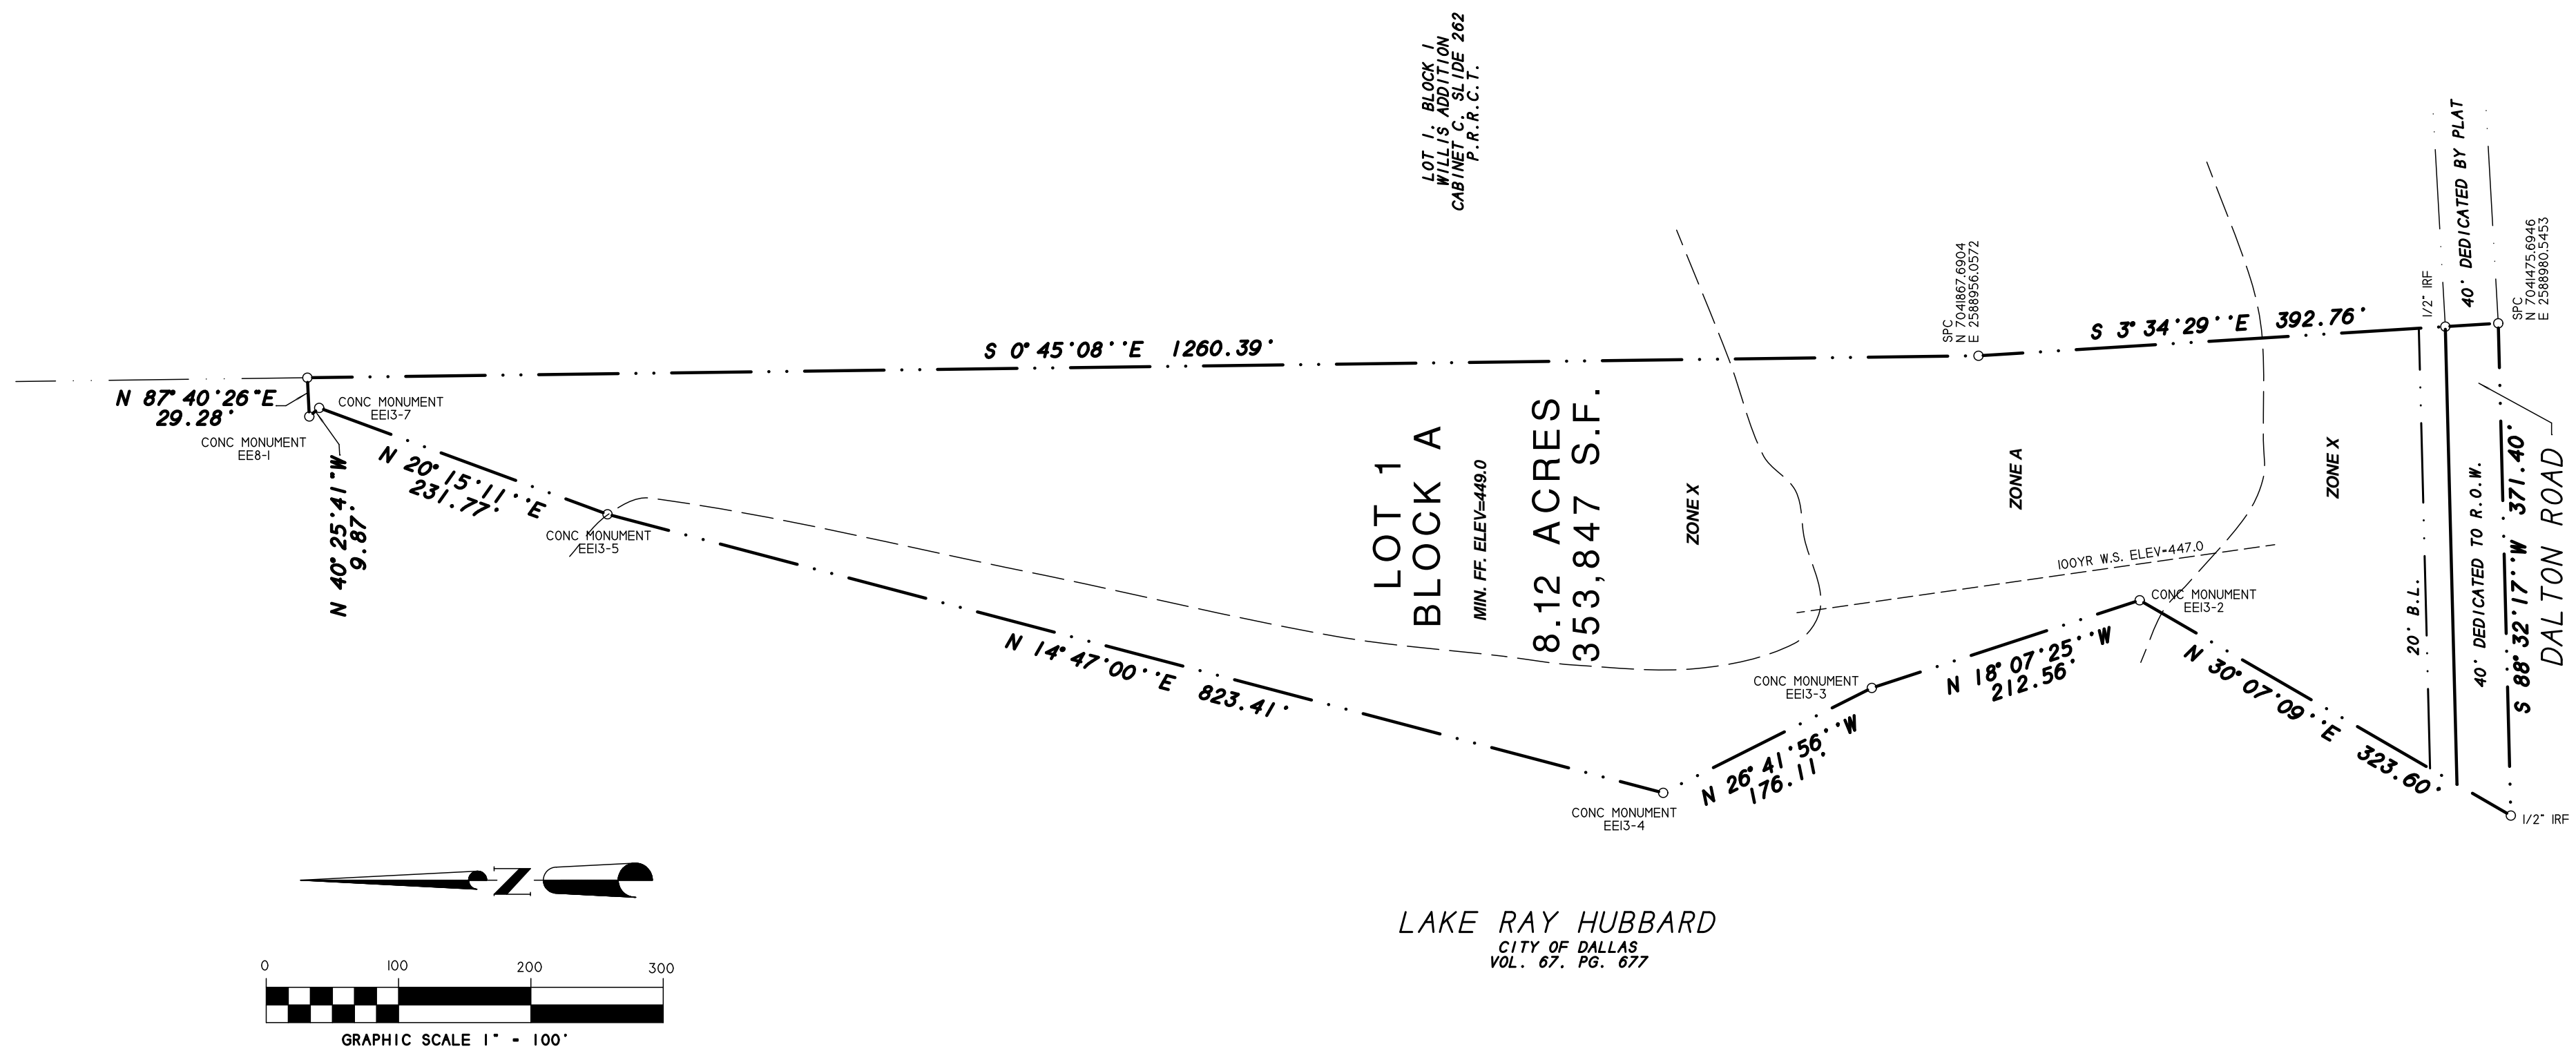 LOT 1, BLOCK 1
WILLIS ADDITION
CABINET C, SLIDE 262
P.R.R.C.T.
40' DEDICATED BY PLAT
SPC
N 7041867.6904
E 2588956.0572
1/2" IRF
SPC
N 7041475.6946
E 2588980.5453
S 0°45'08''E 1260.39'
S 3°34'29''E 392.76'
N 87°40'26"E
29.28'
CONC MONUMENT
EE13-7
CONC MONUMENT
EE8-1
N 40°25'41"W
9.87'
N 20°15'11''E
231.77'
CONC MONUMENT
EE13-5
LOT 1
BLOCK A
MIN. FF. ELEV=449.0
8.12 ACRES
353,847 S.F.
ZONE X
ZONE A
ZONE X
100YR W.S. ELEV=447.0
20' B.L.
40' DEDICATED TO R.O.W.
S 88°32'17''W 371.40'
DALTON ROAD
CONC MONUMENT
EE13-2
N 14°47'00''E 823.41'
CONC MONUMENT
EE13-3
N 18°07'25''W
212.56'
N 30°07'09''E 323.60'
N 26°41'56''W
176.11'
CONC MONUMENT
EE13-4
1/2" IRF
N
LAKE RAY HUBBARD
CITY OF DALLAS
VOL. 67, PG. 677
0 100 200 300
GRAPHIC SCALE 1" = 100'